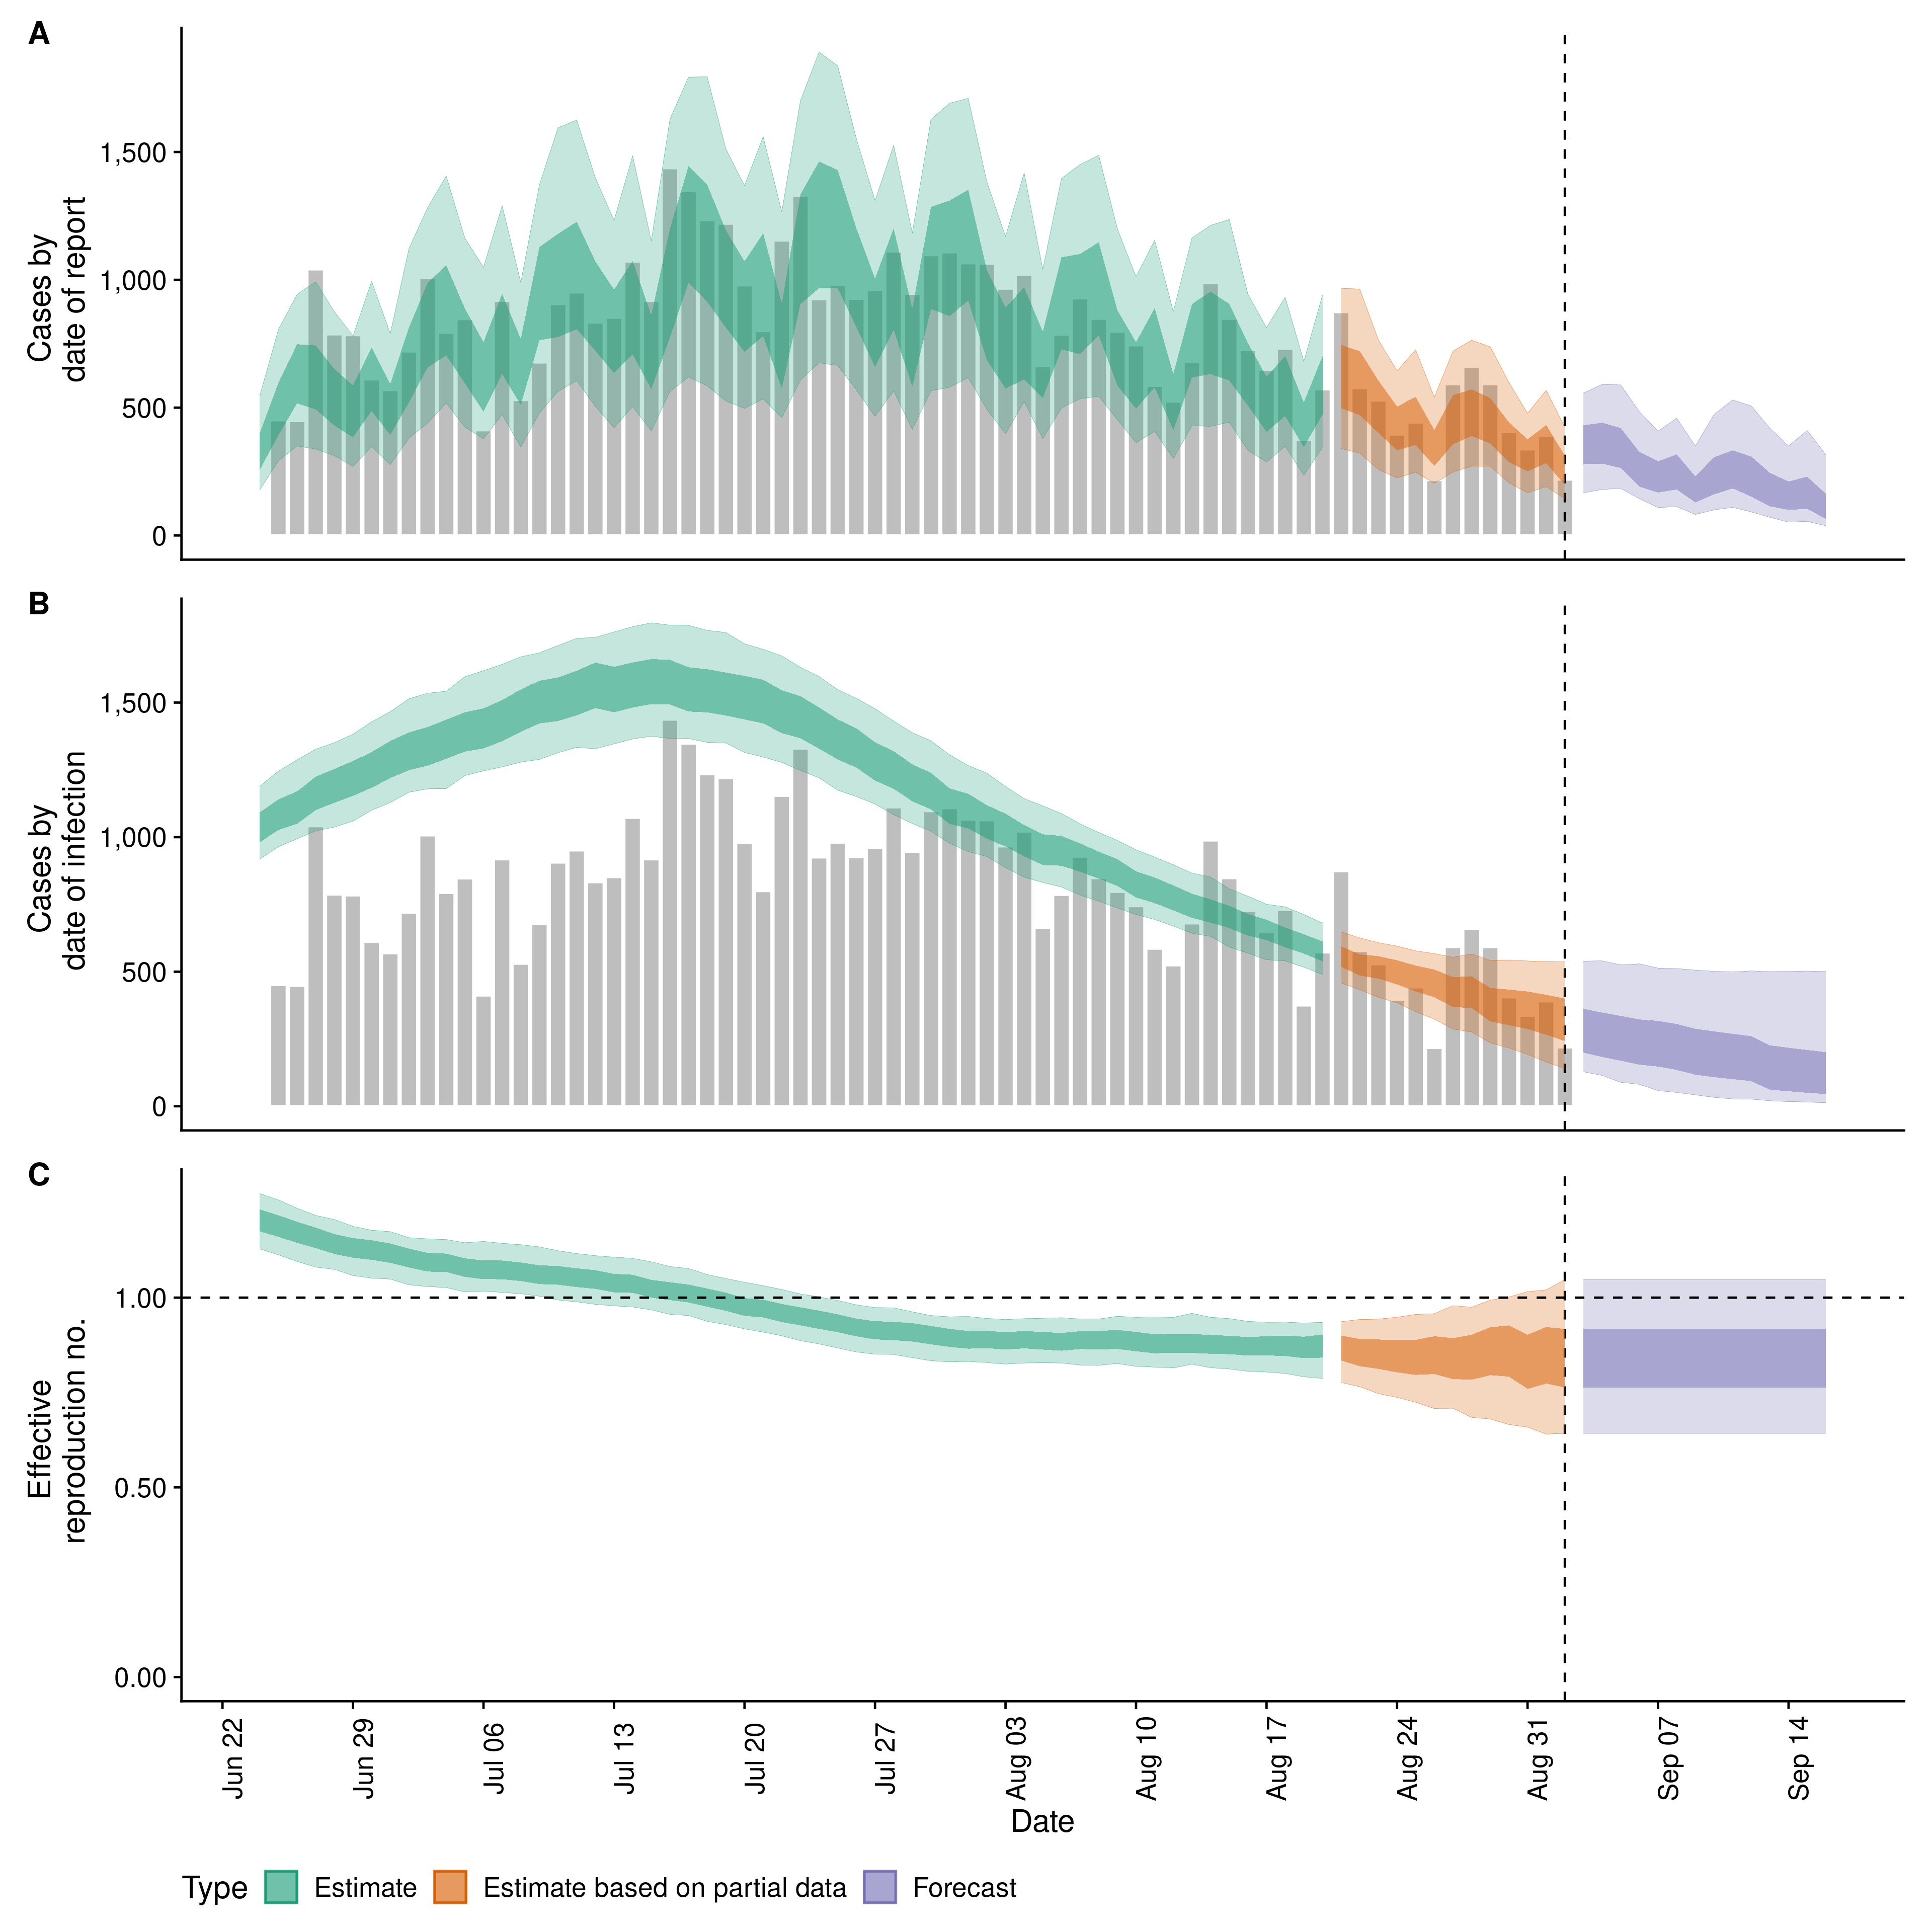 A
Cases by
date of report
1,500
1,000
500
0
B
Cases by
date of infection
1,500
1,000
500
0
C
Effective
reproduction no.
1.00
0.50
0.00
Jun 22
Jun 29
Jul 06
Jul 13
Jul 20
Jul 27
Aug 03
Aug 10
Aug 17
Aug 24
Aug 31
Sep 07
Sep 14
Date
Type Estimate Estimate based on partial data Forecast